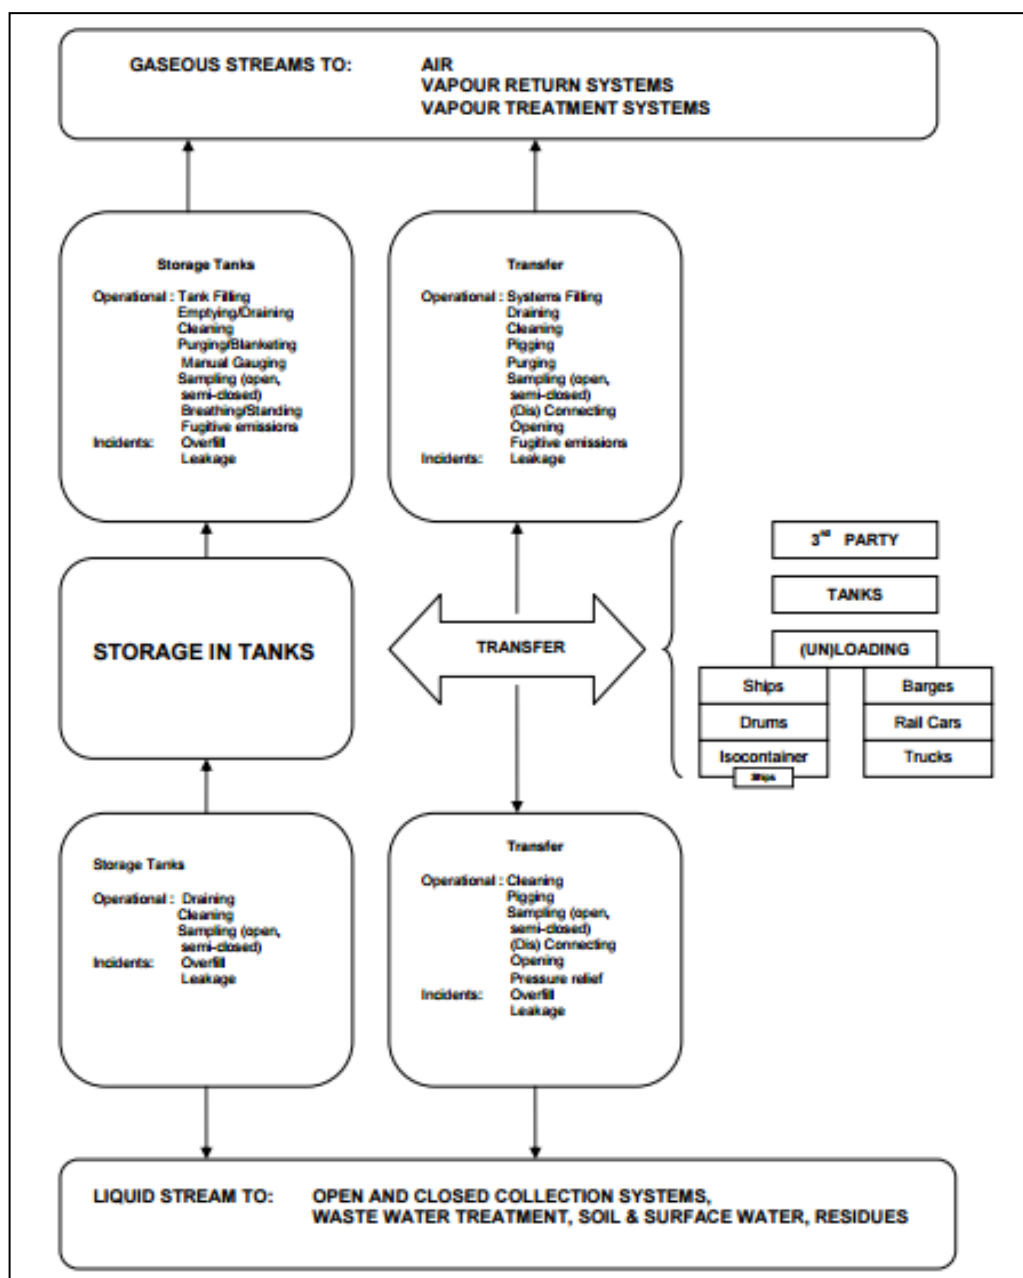 GASEOUS STREAMS TO: AIR
VAPOUR RETURN SYSTEMS
VAPOUR TREATMENT SYSTEMS
Storage Tanks
Operational : Tank Filling
Emptying/Draining
Cleaning
Purging/Blanketing
Manual Gauging
Sampling (open,
semi-closed)
Breathing/Standing
Fugitive emissions
Incidents: Overfill
Leakage
Transfer
Operational : Systems Filling
Draining
Cleaning
Pigging
Purging
Sampling (open,
semi-closed)
(Dis) Connecting
Opening
Fugitive emissions
Incidents: Leakage
STORAGE IN TANKS
TRANSFER
3RD PARTY
TANKS
(UN)LOADING
Ships
Barges
Drums
Rail Cars
Isocontainer
Trucks
Ships
Storage Tanks
Operational : Draining
Cleaning
Sampling (open,
semi-closed)
Incidents: Overfill
Leakage
Transfer
Operational : Cleaning
Pigging
Sampling (open,
semi-closed)
(Dis) Connecting
Opening
Pressure relief
Incidents: Overfill
Leakage
LIQUID STREAM TO: OPEN AND CLOSED COLLECTION SYSTEMS,
WASTE WATER TREATMENT, SOIL & SURFACE WATER, RESIDUES